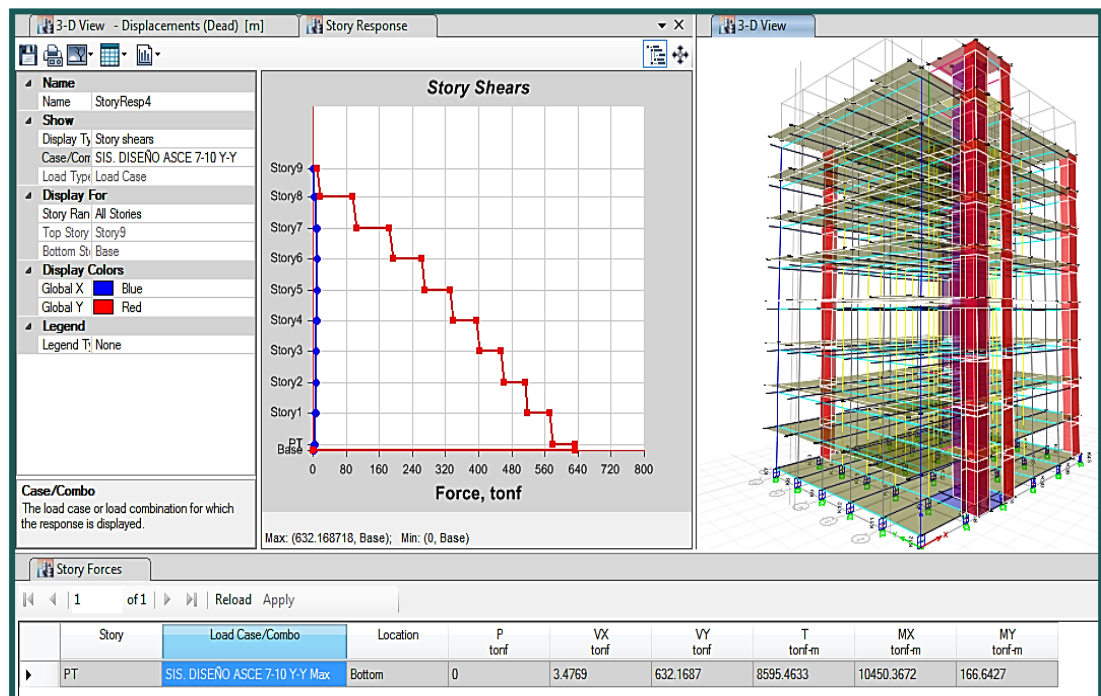 3-D View - Displacements (Dead) [m]
Story Response
3-D View
Name
Name StoryResp4
Show
Display Ty Story shears
Case/Com SIS. DISEÑO ASCE 7-10 Y-Y
Load Type Load Case
Display For
Story Ran All Stories
Top Story Story9
Bottom Sto Base
Display Colors
Global X Blue
Global Y Red
Legend
Legend Ty None
Case/Combo
The load case or load combination for which
the response is displayed.
Story Shears
Story9
Story8
Story7
Story6
Story5
Story4
Story3
Story2
Story1
PT
Base
0 80 160 240 320 400 480 560 640 720 800
Force, tonf
Max: (632.168718, Base); Min: (0, Base)
Story Forces
1 of 1 Reload Apply
Story Load Case/Combo Location P VX VY T MX MY
tonf tonf tonf tonf-m tonf-m tonf-m
PT SIS. DISEÑO ASCE 7-10 Y-Y Max Bottom 0 3.4769 632.1687 8595.4633 10450.3672 166.6427